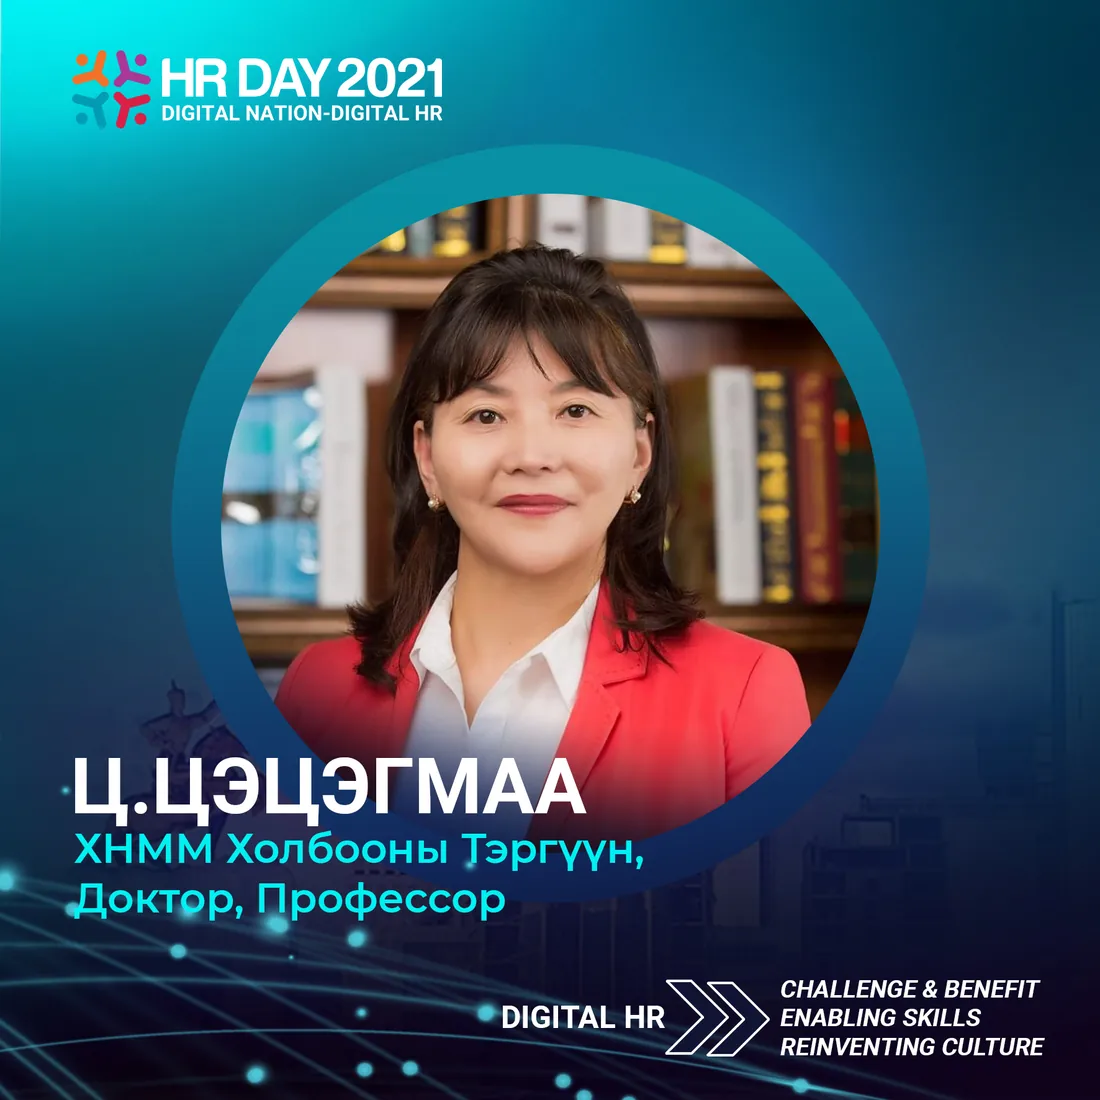 HR DAY 2021
DIGITAL NATION-DIGITAL HR
Ц.ЦЭЦЭГМАА
ХНММ Холбооны Тэргүүн,
Доктор, Профессор
DIGITAL HR
CHALLENGE & BENEFIT
ENABLING SKILLS
REINVENTING CULTURE